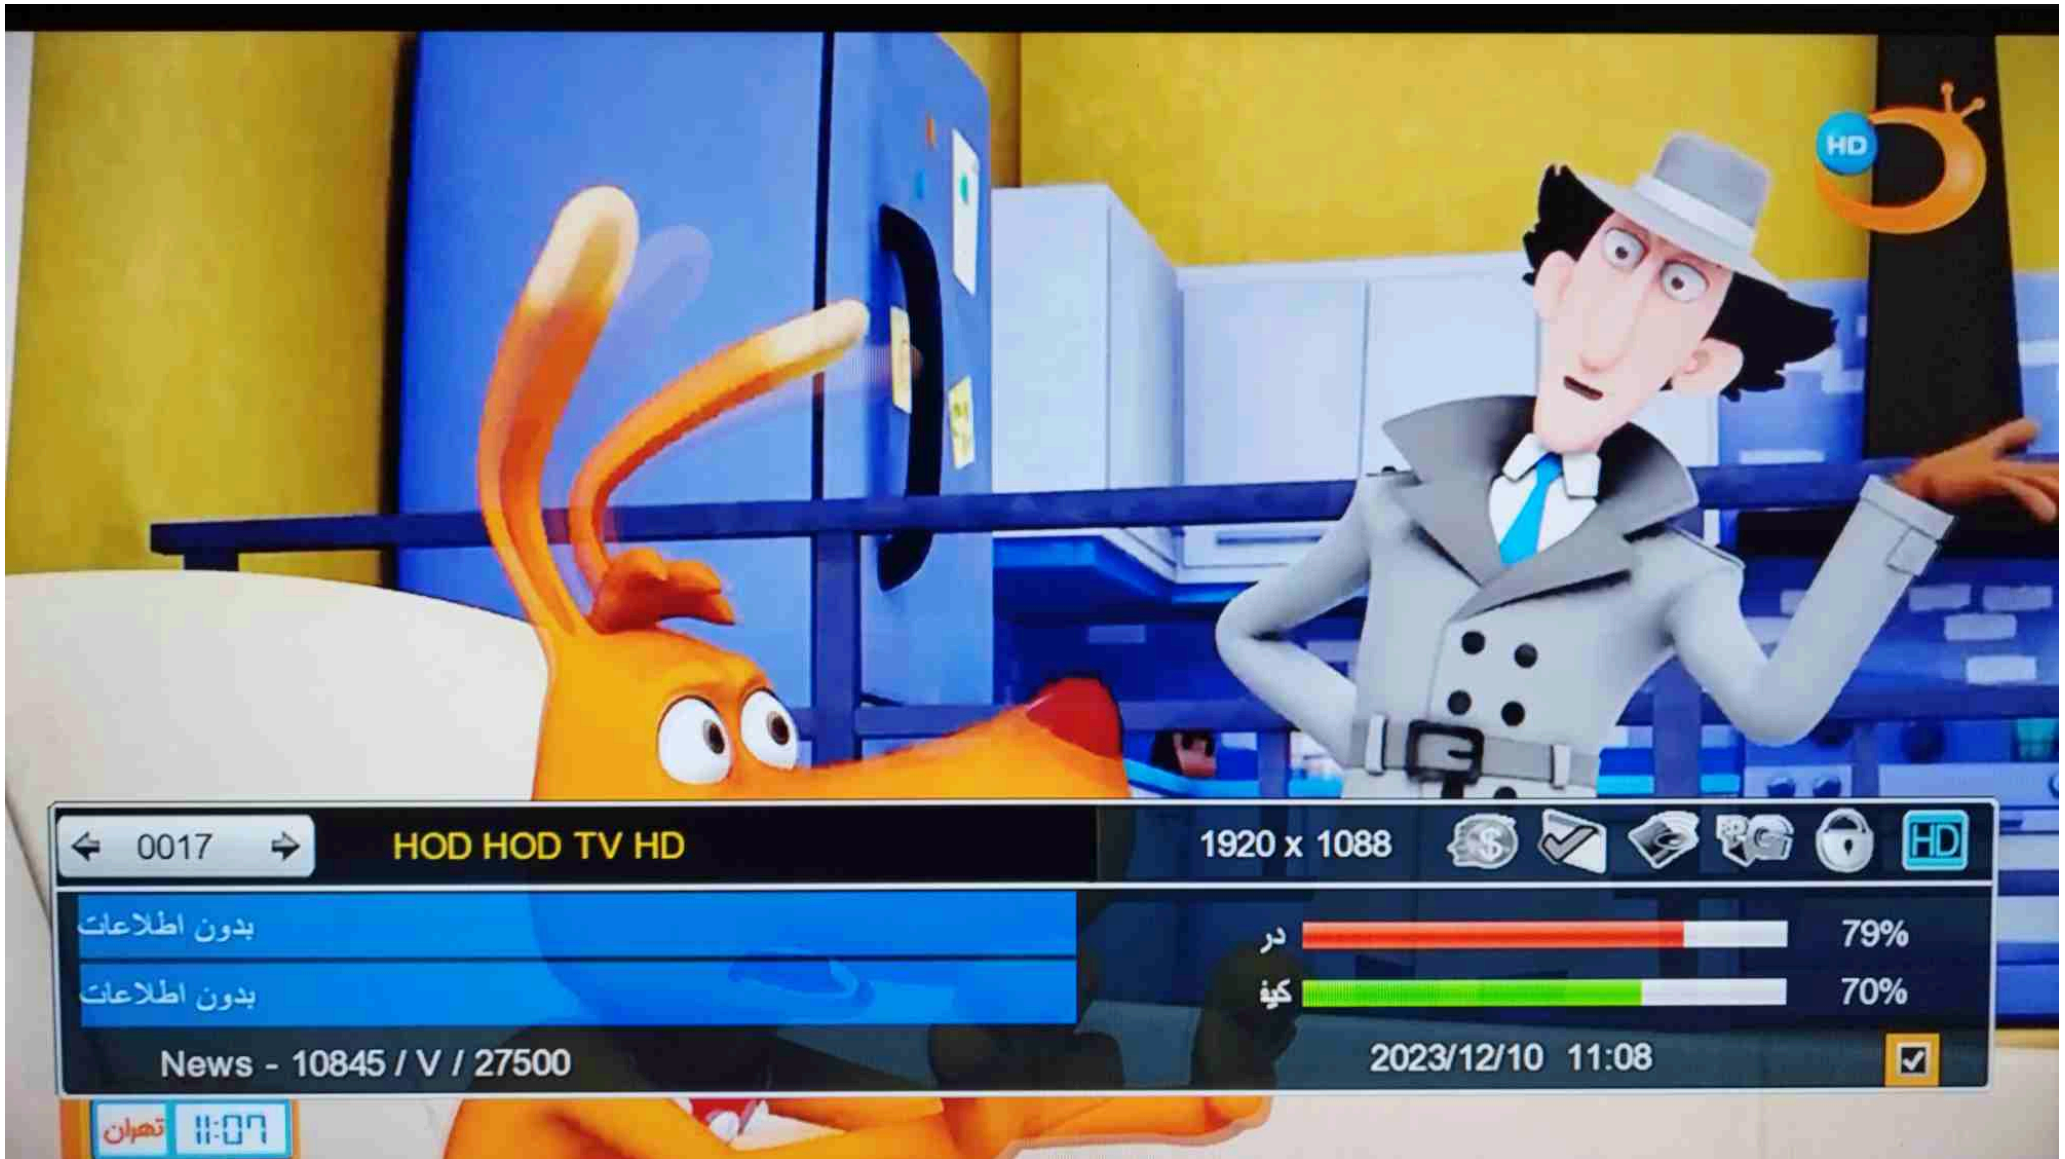 HD
0017 HOD HOD TV HD 1920 x 1088 $ HD
بدون اطلاعات
در 79%
بدون اطلاعات
کیف 70%
News - 10845 / V / 27500 2023/12/10 11:08
تهران 11:07